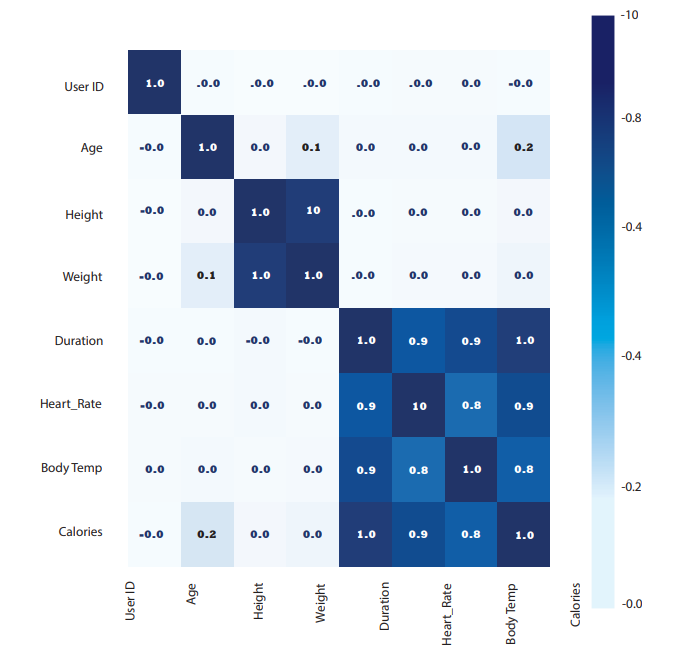 -10
User ID 1.0 .0.0 .0.0 .0.0 .0.0 .0.0 0.0 -0.0
-0.8
Age -0.0 1.0 0.0 0.1 0.0 0.0 0.0 0.2
Height -0.0 0.0 1.0 10 .0.0 0.0 0.0 0.0
-0.4
Weight -0.0 0.1 1.0 1.0 .0.0 0.0 0.0 0.0
Duration -0.0 0.0 -0.0 -0.0 1.0 0.9 0.9 1.0
-0.4
Heart_Rate -0.0 0.0 0.0 0.0 0.9 10 0.8 0.9
Body Temp 0.0 0.0 0.0 0.0 0.9 0.8 1.0 0.8
-0.2
Calories -0.0 0.2 0.0 0.0 1.0 0.9 0.8 1.0
-0.0
User ID Age Height Weight Duration Heart_Rate Body Temp Calories